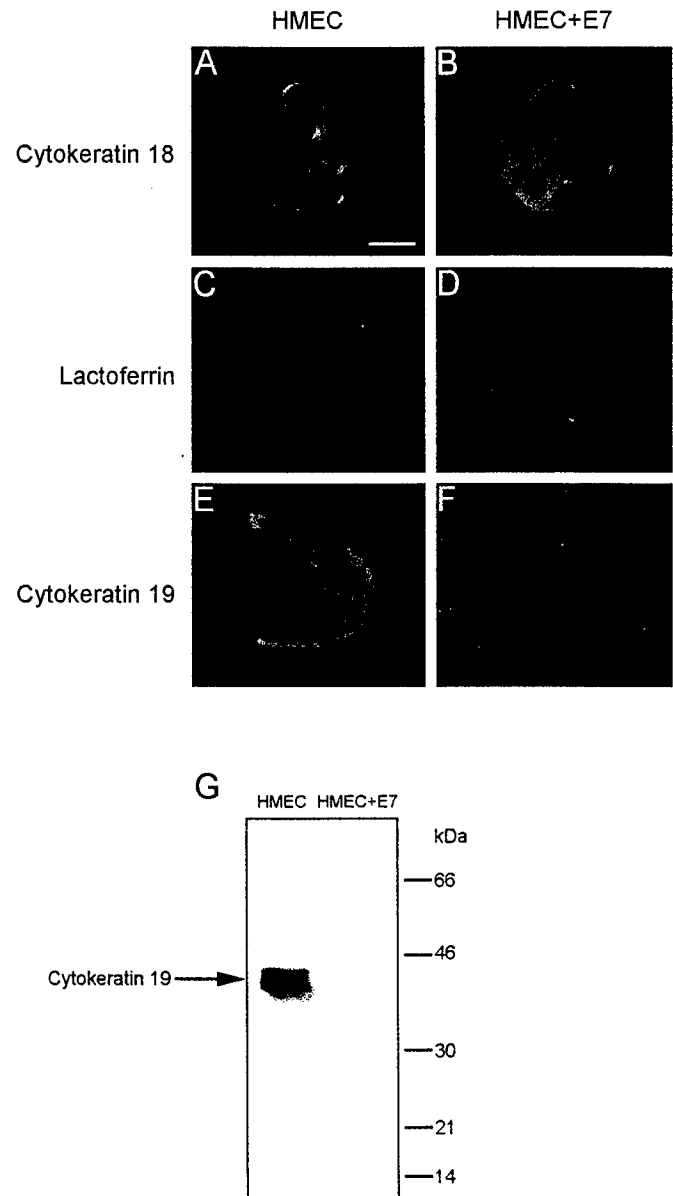 HMEC HMEC+E7
A B
Cytokeratin 18
C D
Lactoferrin
E F
Cytokeratin 19
G
HMEC HMEC+E7
kDa
66
46
Cytokeratin 19
30
21
14